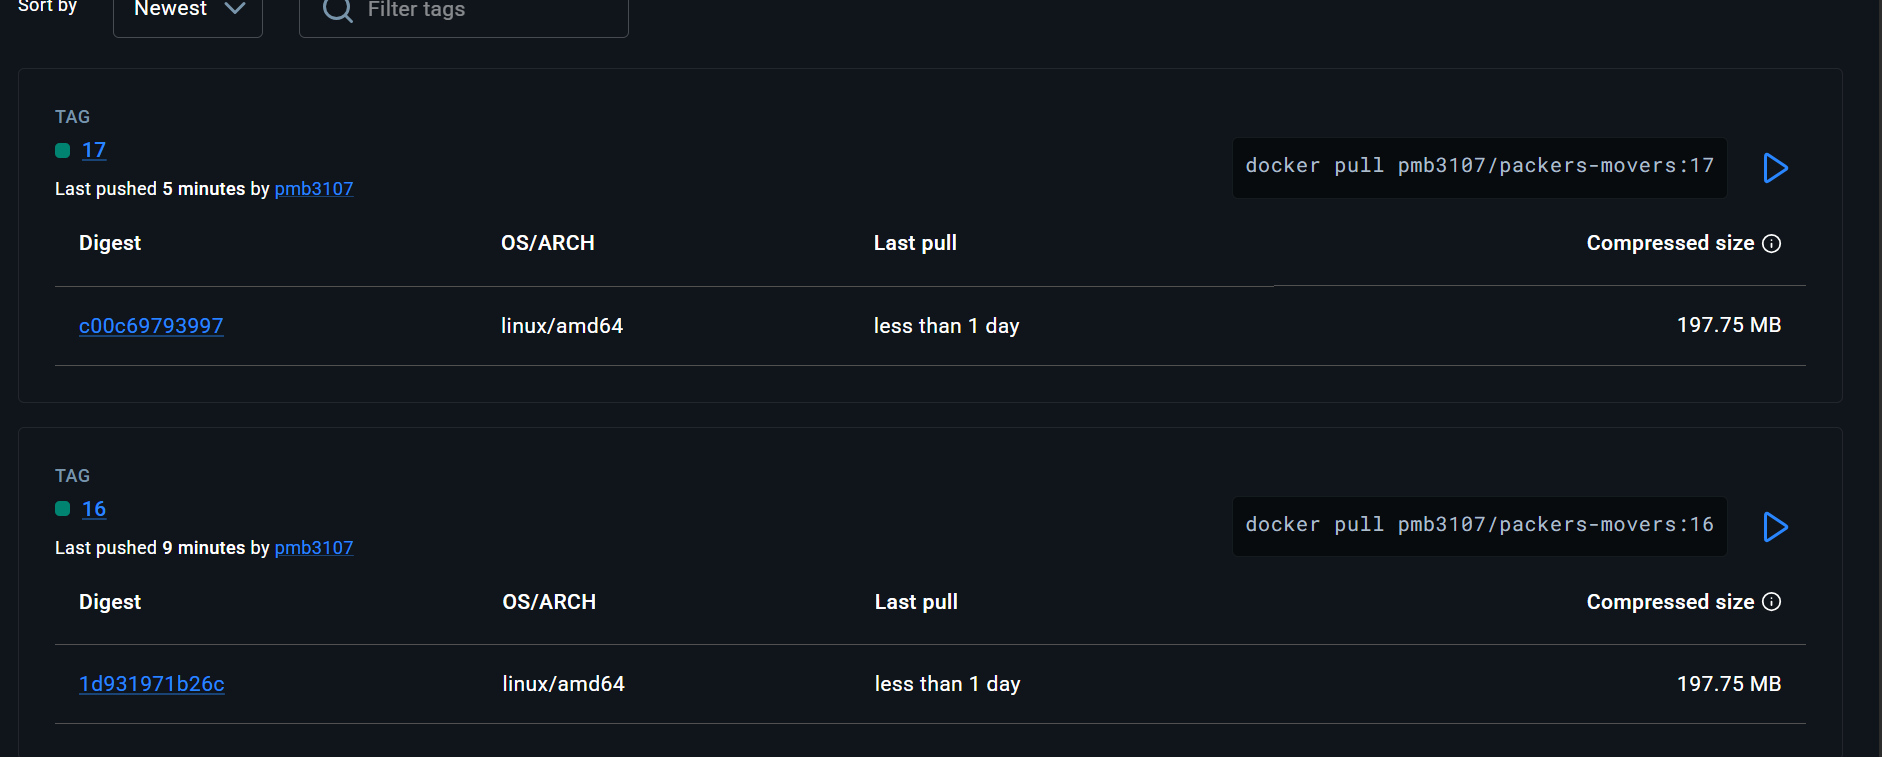 Sort by Newest Filter tags
TAG
17
docker pull pmb3107/packers-movers:17
Last pushed 5 minutes by pmb3107
Digest OS/ARCH Last pull Compressed size
c00c69793997 linux/amd64 less than 1 day 197.75 MB
TAG
16
docker pull pmb3107/packers-movers:16
Last pushed 9 minutes by pmb3107
Digest OS/ARCH Last pull Compressed size
1d931971b26c linux/amd64 less than 1 day 197.75 MB